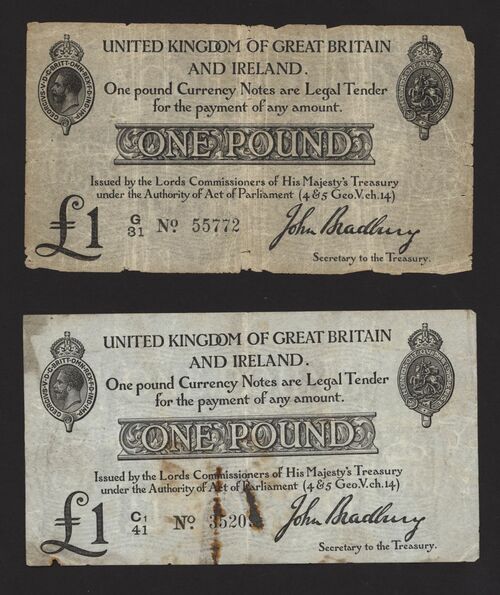 UNITED KINGDOM OF GREAT BRITAIN
AND IRELAND.
One pound Currency Notes are Legal Tender
for the payment of any amount.
ONE POUND
Issued by the Lords Commissioners of His Majesty's Treasury
under the Authority of Act of Parliament (4 & 5 Geo.V.ch.14)
£1 G/31 No 55772 John Bradbury
Secretary to the Treasury.
UNITED KINGDOM OF GREAT BRITAIN
AND IRELAND.
One pound Currency Notes are Legal Tender
for the payment of any amount.
ONE POUND
Issued by the Lords Commissioners of His Majesty's Treasury
under the Authority of Act of Parliament (4 & 5 Geo.V.ch.14)
£1 C1/41 No John Bradbury
Secretary to the Treasury.